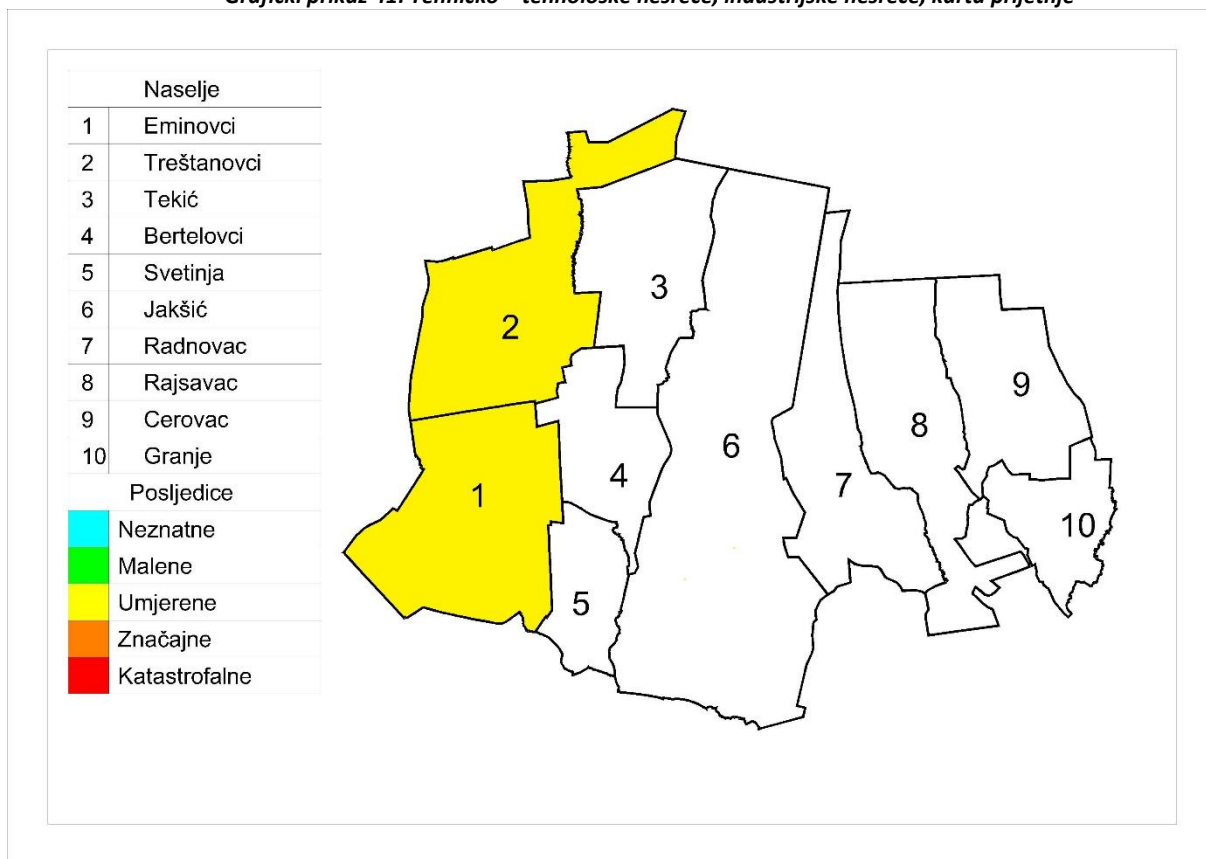 Grafički prikaz Tehničko – tehnološke nesreće, industrijske nesreće, karta prijetnje
Naselje
1 Eminovci
2 Treštanovci
3 Tekić
4 Bertelovci
5 Svetinja
6 Jakšić
7 Radnovac
8 Rajsavac
9 Cerovac
10 Granje
Posljedice
Neznatne
Malene
Umjerene
Značajne
Katastrofalne
3
2
9
8
6
4
7
1
10
5